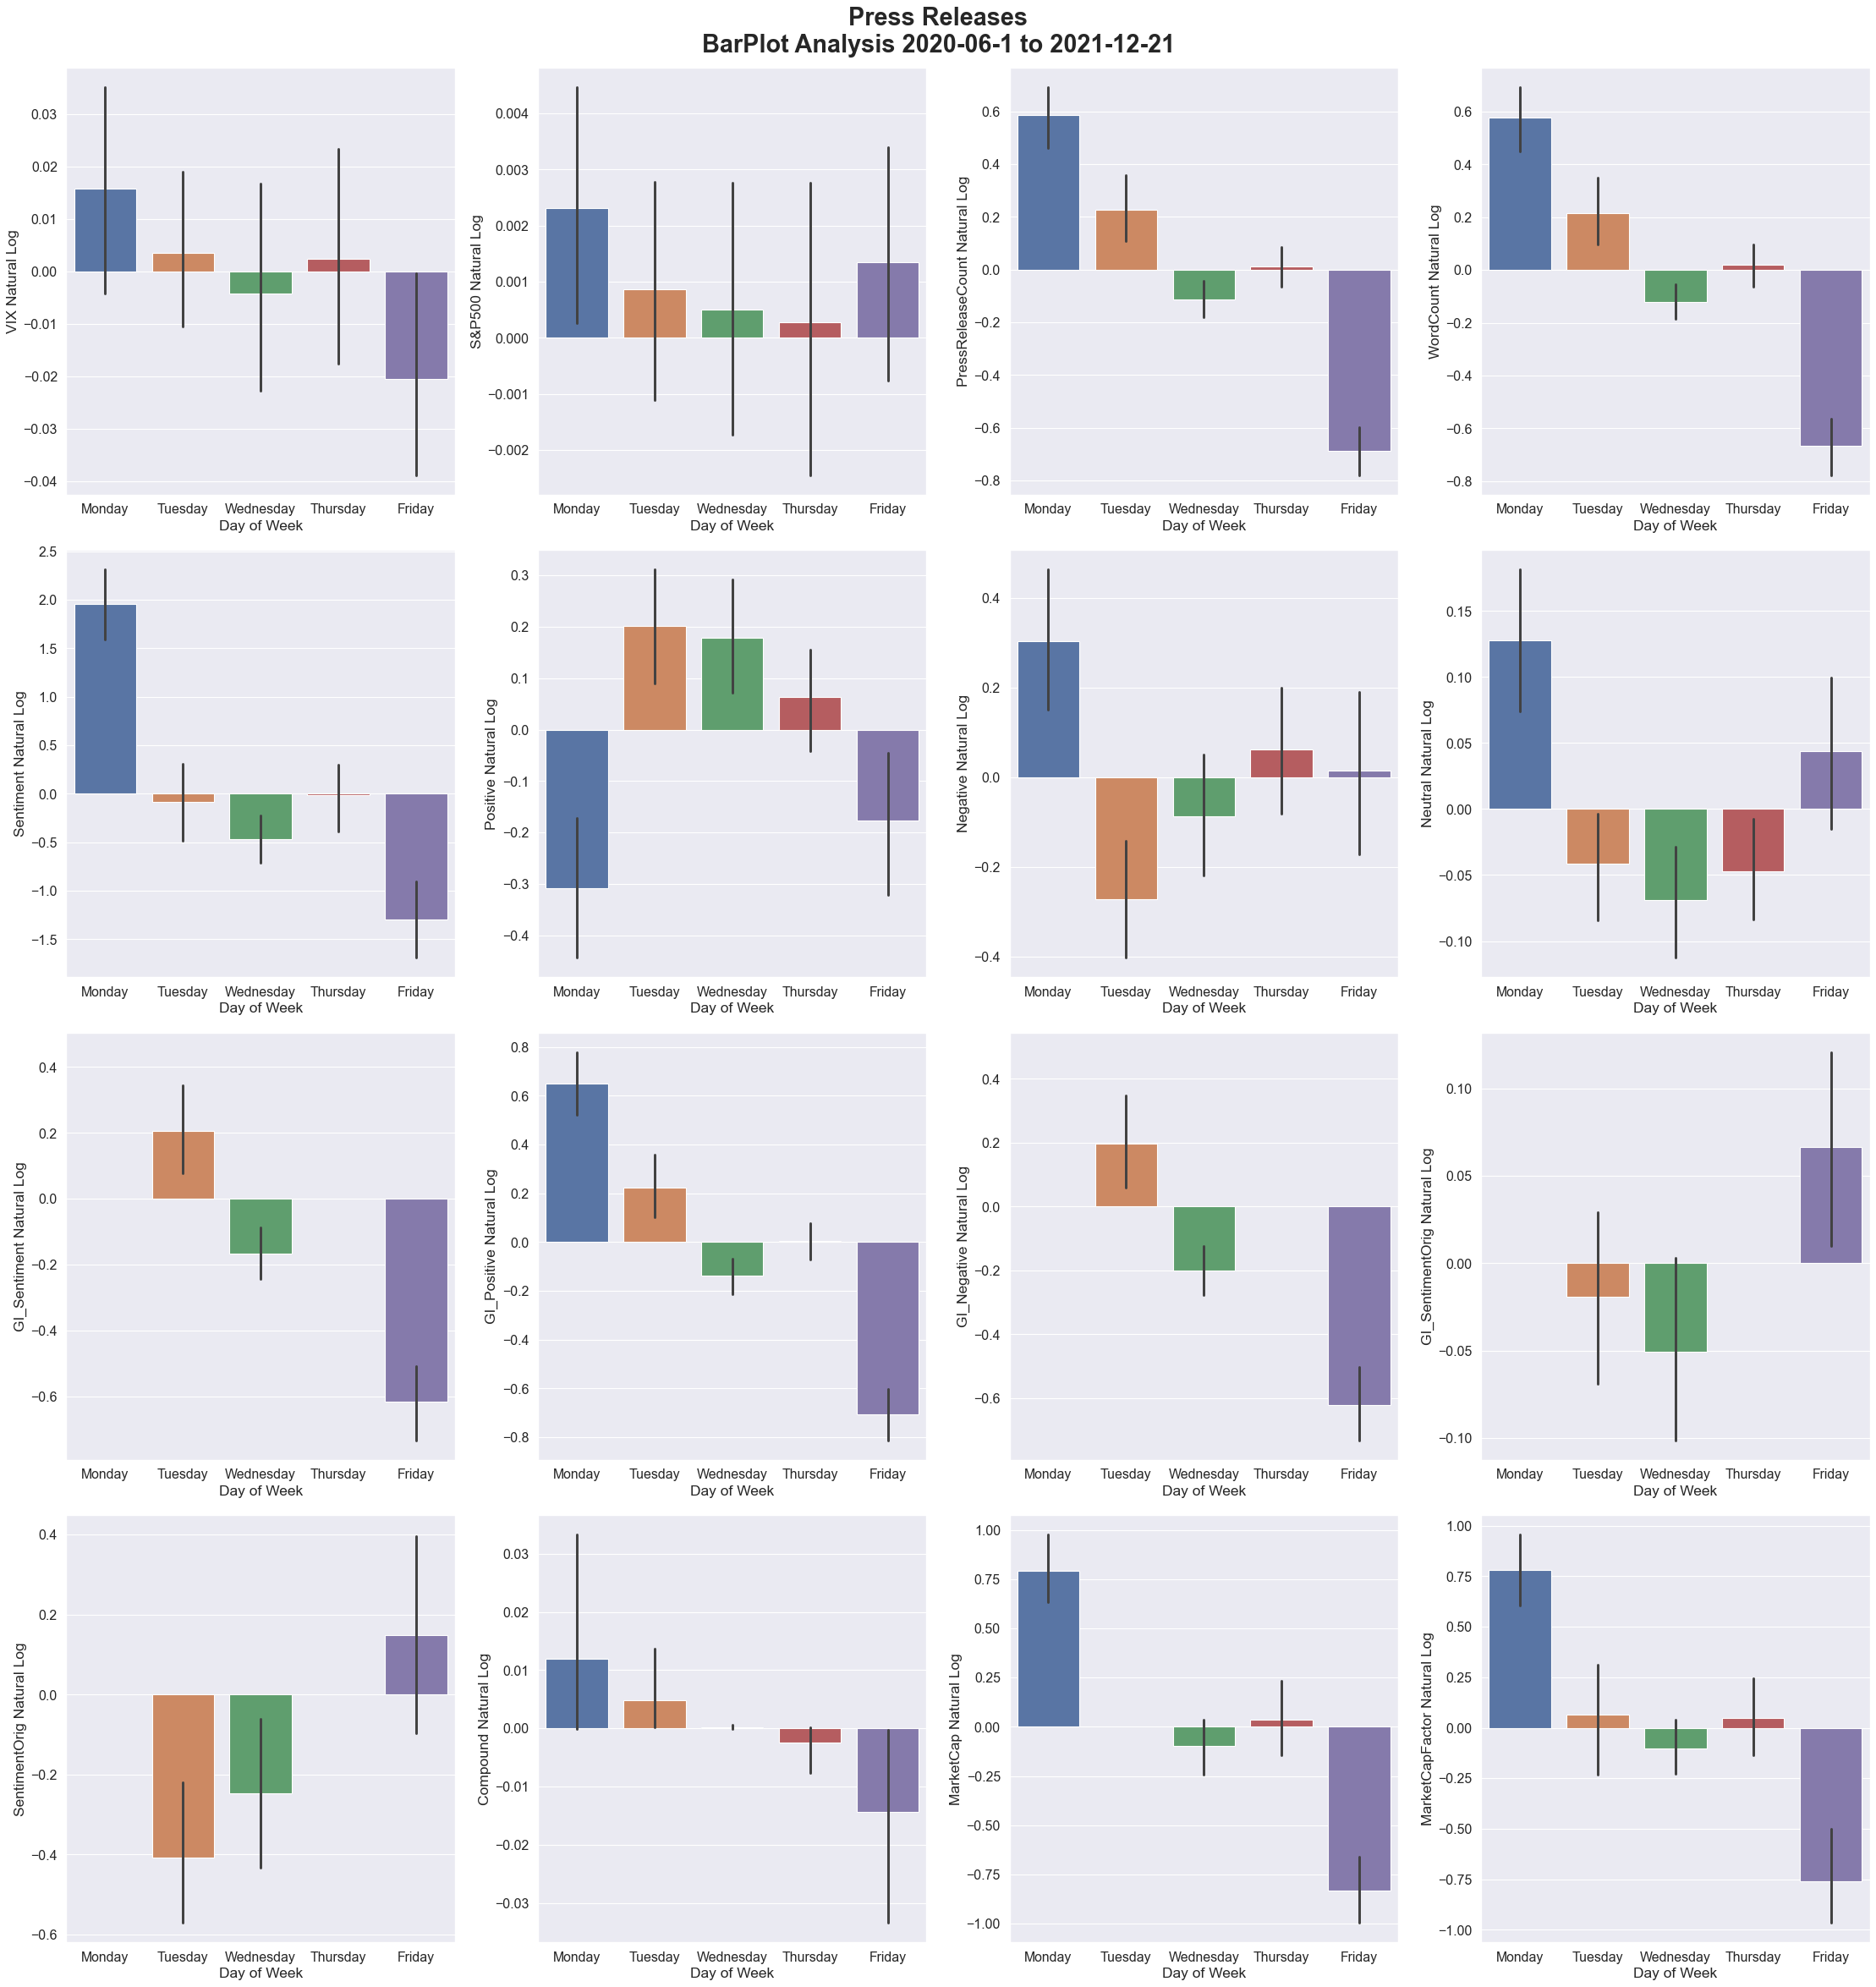 Press Releases
BarPlot Analysis 2020-06-1 to 2021-12-21
VIX Natural Log
0.03
0.02
0.01
0.00
−0.01
−0.02
−0.03
−0.04
Monday Tuesday Wednesday Thursday Friday
Day of Week
S&P500 Natural Log
0.004
0.003
0.002
0.001
0.000
−0.001
−0.002
Monday Tuesday Wednesday Thursday Friday
Day of Week
PressReleaseCount Natural Log
0.6
0.4
0.2
0.0
−0.2
−0.4
−0.6
−0.8
Monday Tuesday Wednesday Thursday Friday
Day of Week
WordCount Natural Log
0.6
0.4
0.2
0.0
−0.2
−0.4
−0.6
−0.8
Monday Tuesday Wednesday Thursday Friday
Day of Week
Sentiment Natural Log
2.5
2.0
1.5
1.0
0.5
0.0
−0.5
−1.0
−1.5
Monday Tuesday Wednesday Thursday Friday
Day of Week
Positive Natural Log
0.3
0.2
0.1
0.0
−0.1
−0.2
−0.3
−0.4
Monday Tuesday Wednesday Thursday Friday
Day of Week
Negative Natural Log
0.4
0.2
0.0
−0.2
−0.4
Monday Tuesday Wednesday Thursday Friday
Day of Week
Neutral Natural Log
0.15
0.10
0.05
0.00
−0.05
−0.10
Monday Tuesday Wednesday Thursday Friday
Day of Week
GI_Sentiment Natural Log
0.4
0.2
0.0
−0.2
−0.4
−0.6
Monday Tuesday Wednesday Thursday Friday
Day of Week
GI_Positive Natural Log
0.8
0.6
0.4
0.2
0.0
−0.2
−0.4
−0.6
−0.8
Monday Tuesday Wednesday Thursday Friday
Day of Week
GI_Negative Natural Log
0.4
0.2
0.0
−0.2
−0.4
−0.6
Monday Tuesday Wednesday Thursday Friday
Day of Week
GI_SentimentOrig Natural Log
0.10
0.05
0.00
−0.05
−0.10
Monday Tuesday Wednesday Thursday Friday
Day of Week
SentimentOrig Natural Log
0.4
0.2
0.0
−0.2
−0.4
−0.6
Monday Tuesday Wednesday Thursday Friday
Day of Week
Compound Natural Log
0.03
0.02
0.01
0.00
−0.01
−0.02
−0.03
Monday Tuesday Wednesday Thursday Friday
Day of Week
MarketCap Natural Log
1.00
0.75
0.50
0.25
0.00
−0.25
−0.50
−0.75
−1.00
Monday Tuesday Wednesday Thursday Friday
Day of Week
MarketCapFactor Natural Log
1.00
0.75
0.50
0.25
0.00
−0.25
−0.50
−0.75
−1.00
Monday Tuesday Wednesday Thursday Friday
Day of Week